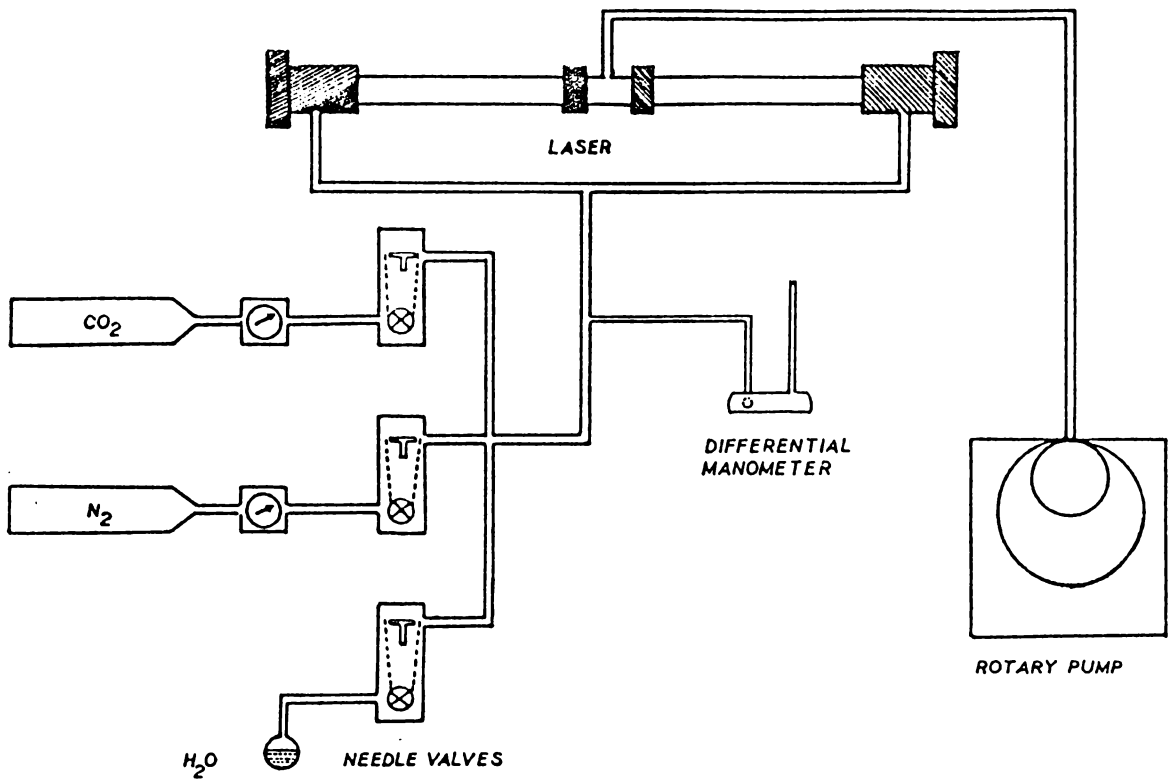 LASER
CO2
DIFFERENTIAL
MANOMETER
N2
ROTARY PUMP
H2O
NEEDLE VALVES